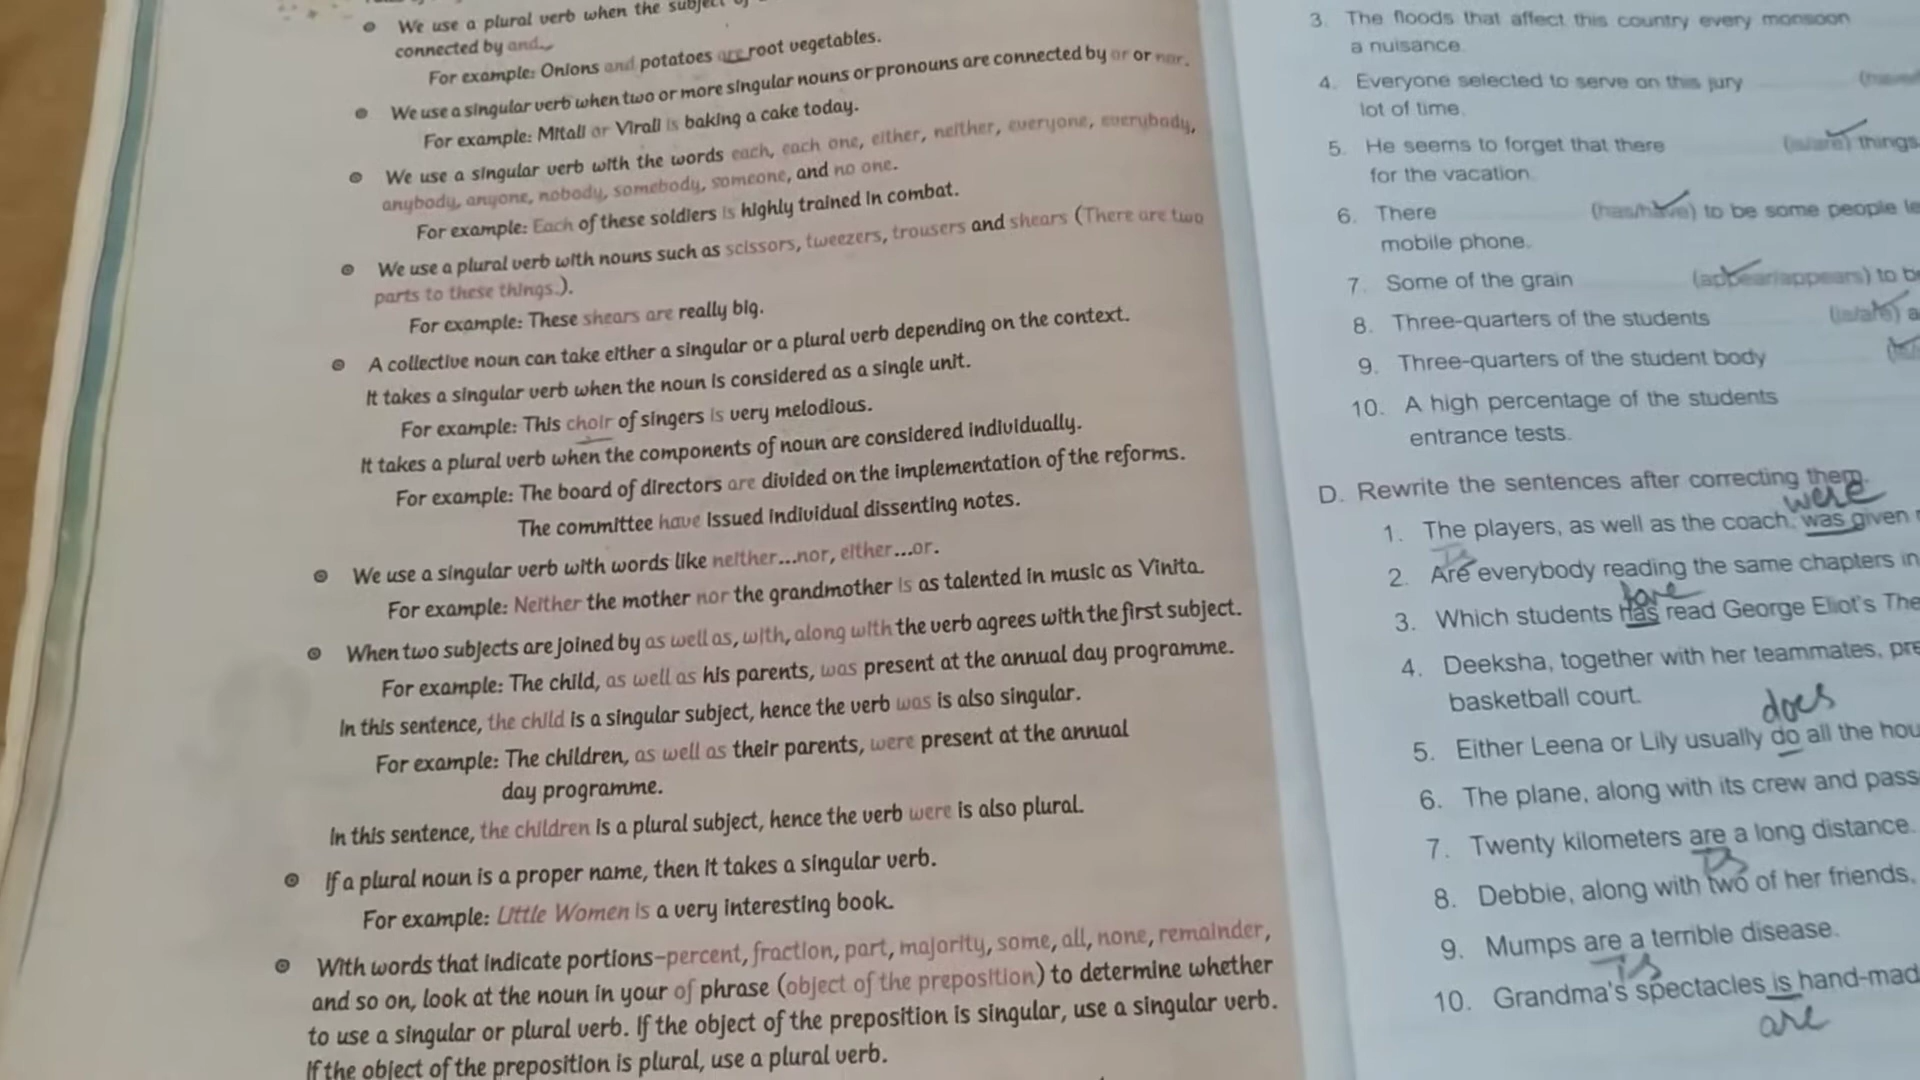 We use a plural verb when the subject
connected by and.
For example: Onions and potatoes are root vegetables.
We use a singular verb when two or more singular nouns or pronouns are connected by or or nor.
For example: Mitali or Virali is baking a cake today.
We use a singular verb with the words each, each one, either, neither, everyone, everybody,
anybody, anyone, nobody, somebody, someone, and no one.
For example: Each of these soldiers is highly trained in combat.
We use a plural verb with nouns such as scissors, tweezers, trousers and shears (There are two
parts to these things.).
For example: These shears are really big.
A collective noun can take either a singular or a plural verb depending on the context.
It takes a singular verb when the noun is considered as a single unit.
For example: This choir of singers is very melodious.
It takes a plural verb when the components of noun are considered individually.
For example: The board of directors are divided on the implementation of the reforms.
The committee have issued individual dissenting notes.
We use a singular verb with words like neither...nor, either...or.
For example: Neither the mother nor the grandmother is as talented in music as Vinita.
When two subjects are joined by as well as, with, along with the verb agrees with the first subject.
For example: The child, as well as his parents, was present at the annual day programme.
In this sentence, the child is a singular subject, hence the verb was is also singular.
For example: The children, as well as their parents, were present at the annual
day programme.
In this sentence, the children is a plural subject, hence the verb were is also plural.
If a plural noun is a proper name, then it takes a singular verb.
For example: Little Women is a very interesting book.
With words that indicate portions–percent, fraction, part, majority, some, all, none, remainder,
and so on, look at the noun in your of phrase (object of the preposition) to determine whether
to use a singular or plural verb. If the object of the preposition is singular, use a singular verb.
If the object of the preposition is plural, use a plural verb.
3. The floods that affect this country every monsoon
a nuisance.
4. Everyone selected to serve on this jury
lot of time.
5. He seems to forget that there (is/are) things
for the vacation.
6. There (has/have) to be some people
mobile phone.
7. Some of the grain (appear/appears) to
8. Three-quarters of the students (is/are)
9. Three-quarters of the student body
10. A high percentage of the students
entrance tests.
D. Rewrite the sentences after correcting them.
were
1. The players, as well as the coach, was given
Is
2. Are everybody reading the same chapters in
have
3. Which students has read George Eliot's The
4. Deeksha, together with her teammates,
basketball court.
does
5. Either Leena or Lily usually do all the
6. The plane, along with its crew and
7. Twenty kilometers are a long distance.
is
8. Debbie, along with two of her friends,
9. Mumps are a terrible disease.
is
10. Grandma's spectacles is
are